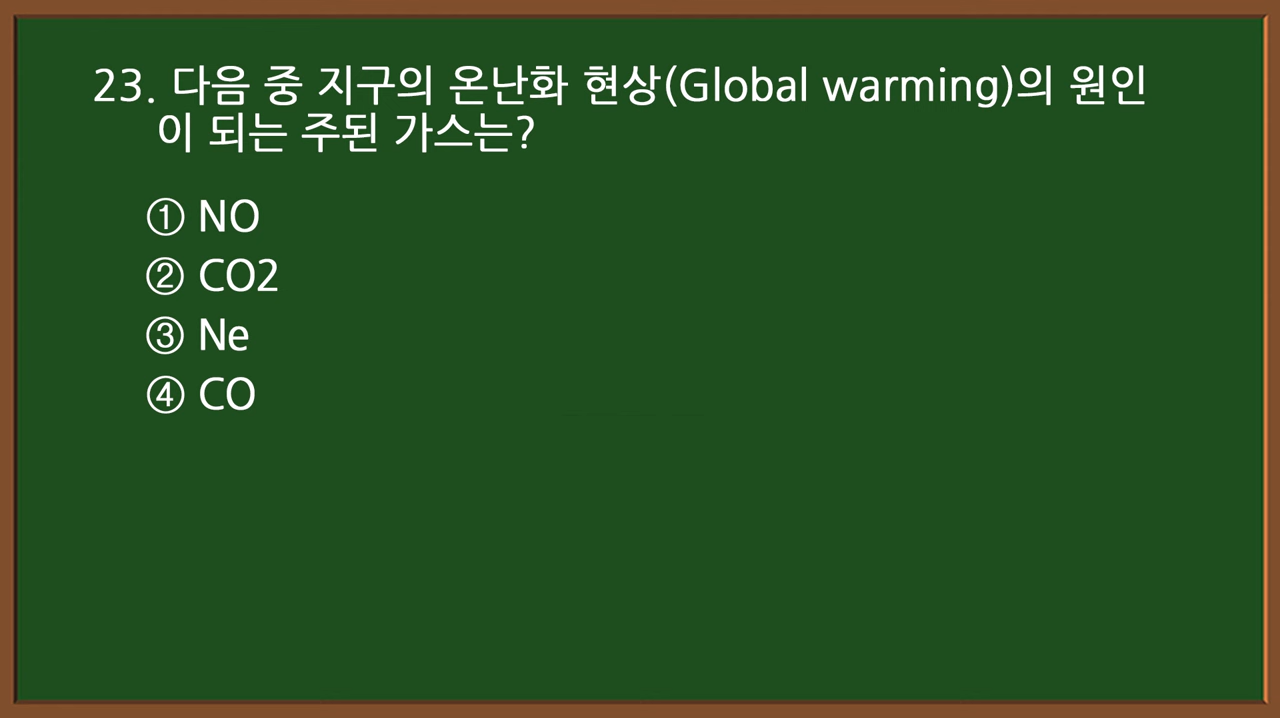 23. 다음 중 지구의 온난화 현상(Global warming)의 원인
이 되는 주된 가스는?
① NO
② CO2
③ Ne
④ CO